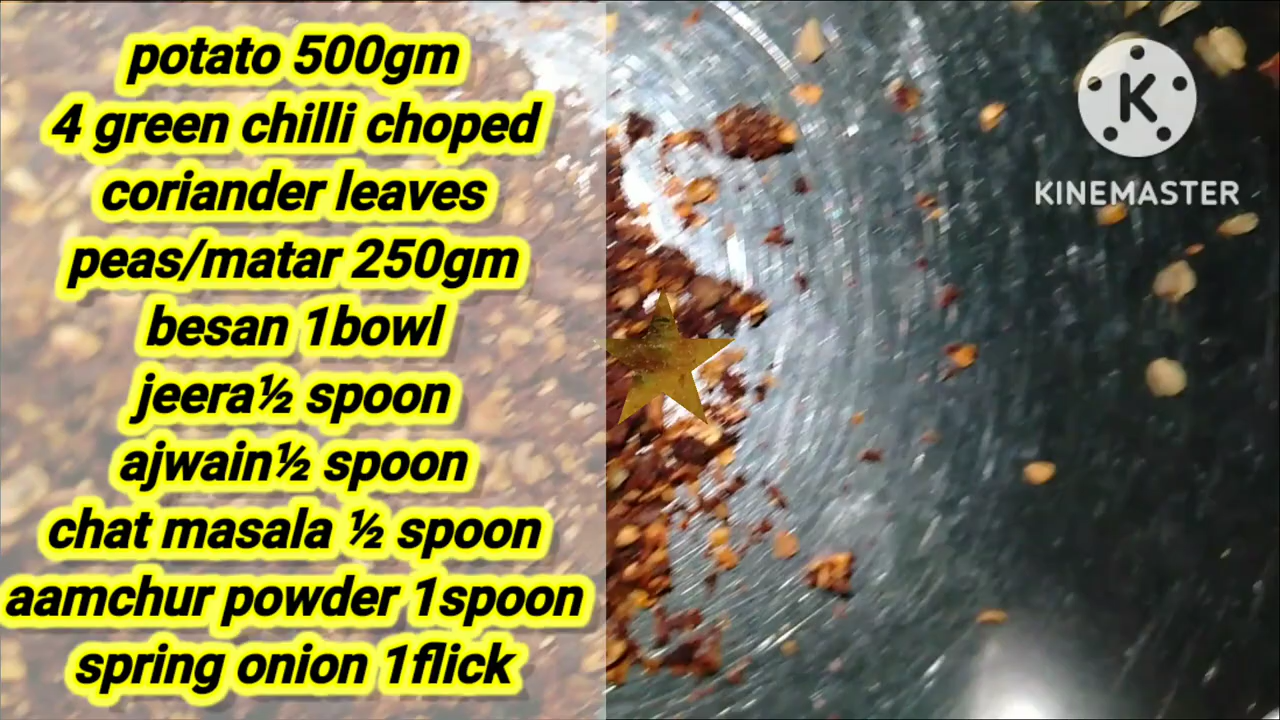 potato 500gm
4 green chilli choped
coriander leaves
peas/matar 250gm
besan 1bowl
jeera½ spoon
ajwain½ spoon
chat masala ½ spoon
aamchur powder 1spoon
spring onion 1flick
K
KINEMASTER